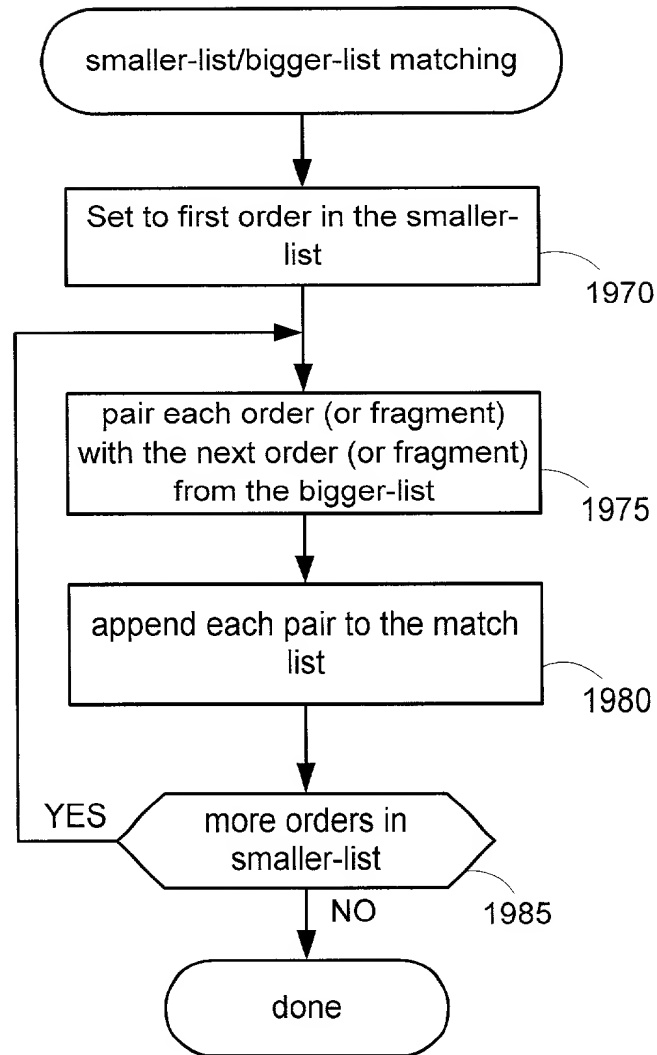 smaller-list/bigger-list matching
Set to first order in the smaller-
list
1970
pair each order (or fragment)
with the next order (or fragment)
from the bigger-list
1975
append each pair to the match
list
1980
YES
more orders in
smaller-list
1985
NO
done